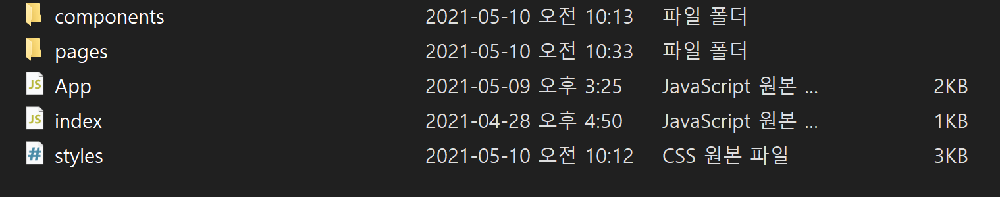 components 2021-05-10 오전 10:13 파일 폴더
pages 2021-05-10 오전 10:33 파일 폴더
JS App 2021-05-09 오후 3:25 JavaScript 원본 ... 2KB
JS index 2021-04-28 오후 4:50 JavaScript 원본 ... 1KB
# styles 2021-05-10 오전 10:12 CSS 원본 파일 3KB